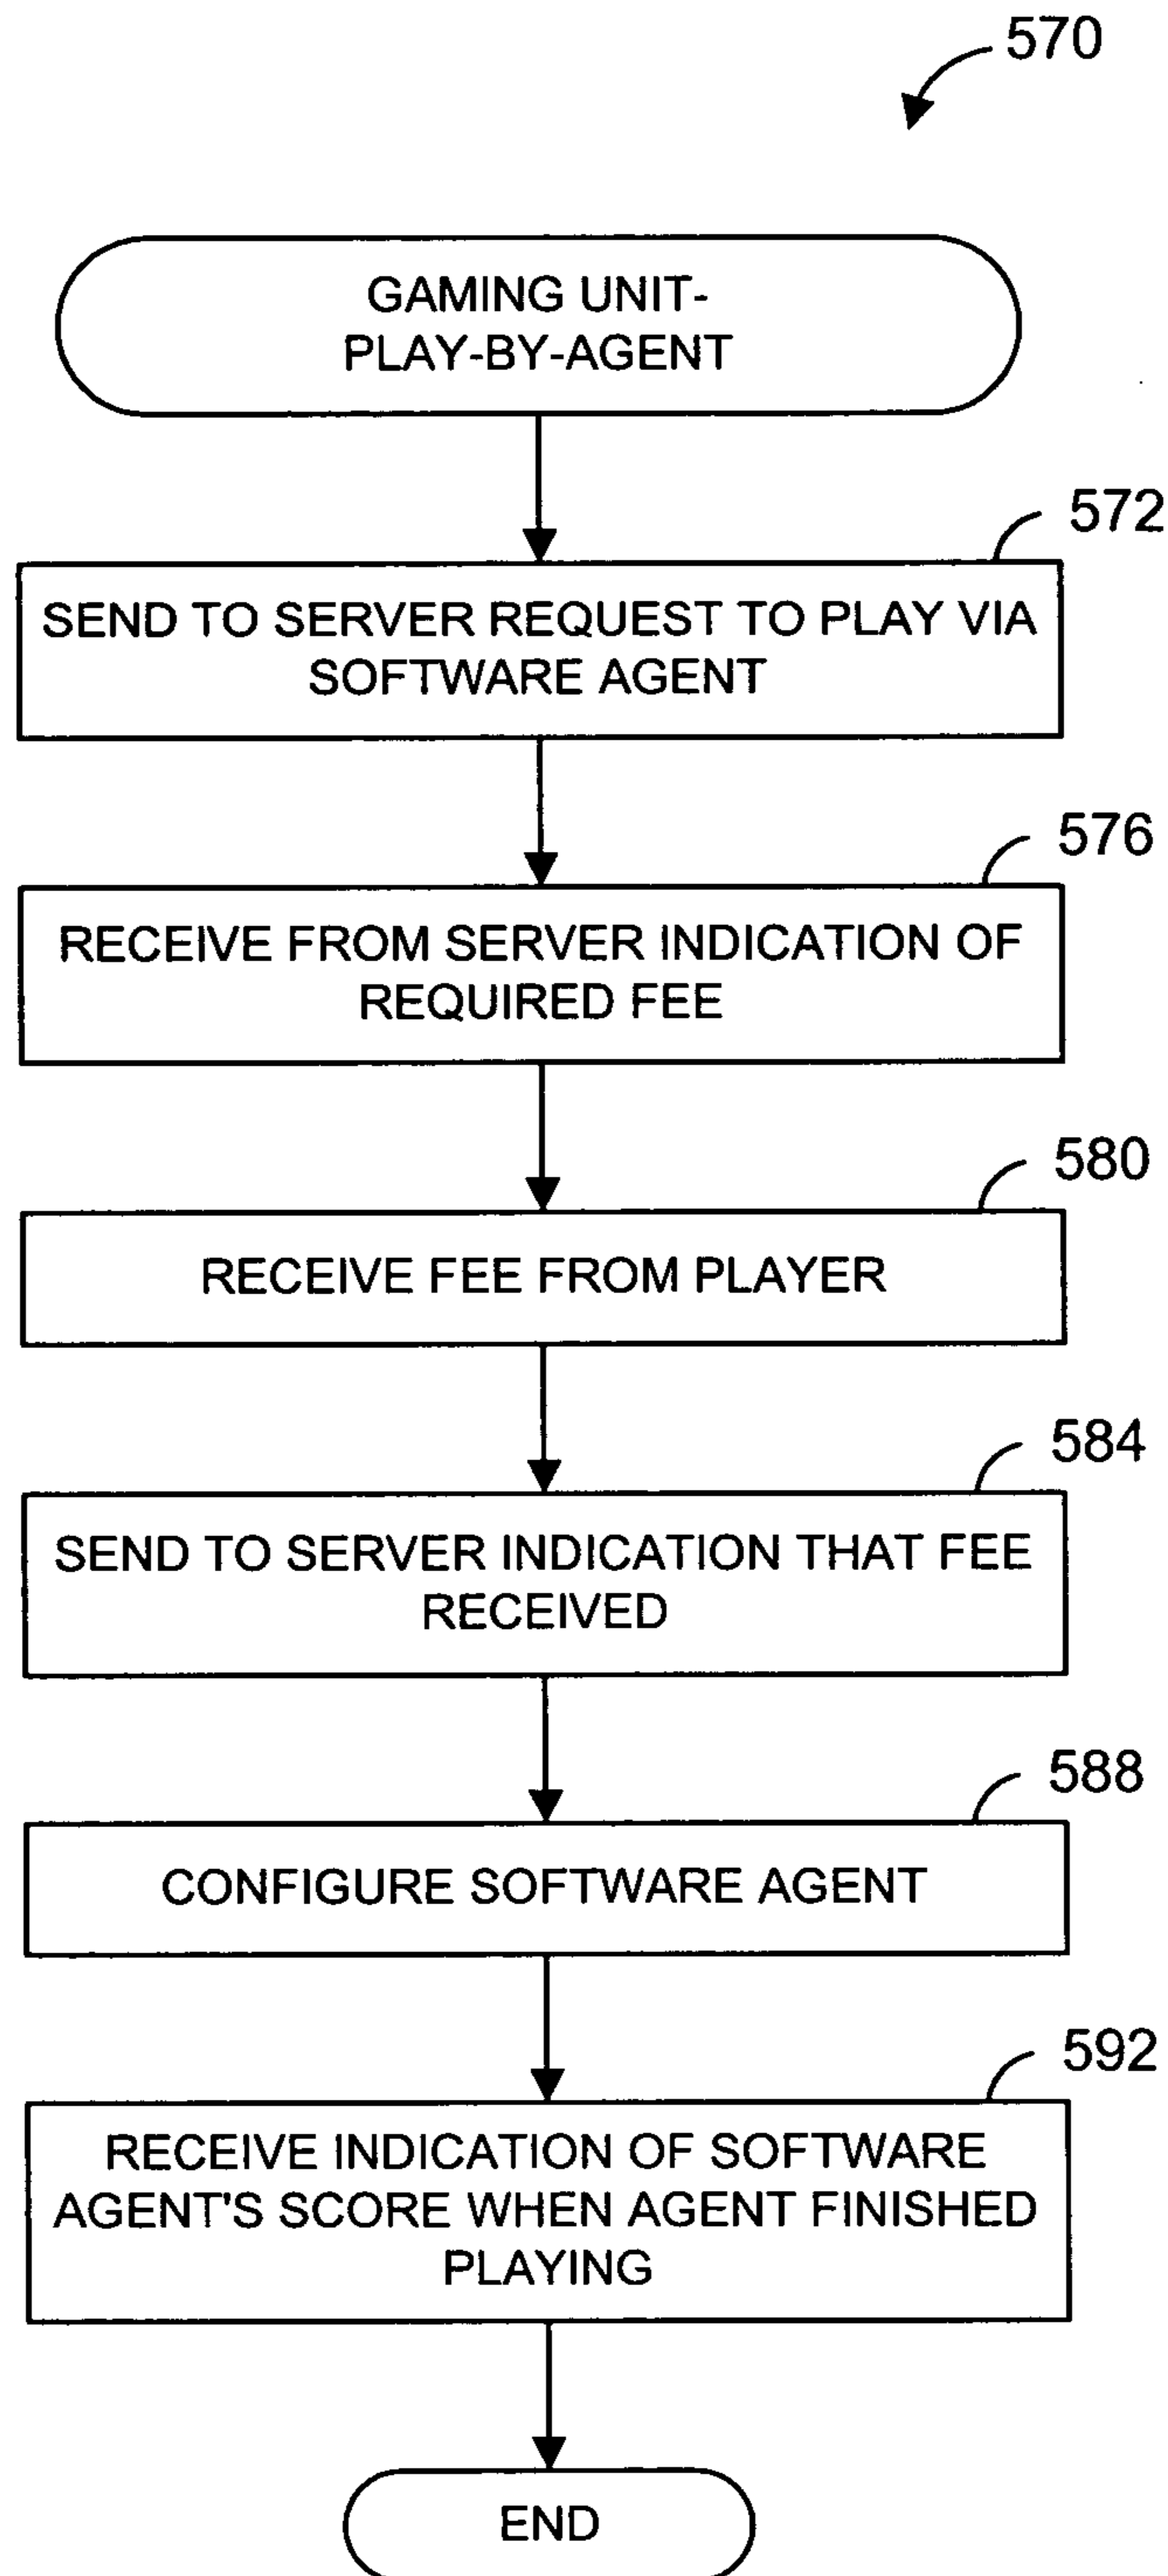 570
GAMING UNIT-
PLAY-BY-AGENT
572
SEND TO SERVER REQUEST TO PLAY VIA
SOFTWARE AGENT
576
RECEIVE FROM SERVER INDICATION OF
REQUIRED FEE
580
RECEIVE FEE FROM PLAYER
584
SEND TO SERVER INDICATION THAT FEE
RECEIVED
588
CONFIGURE SOFTWARE AGENT
592
RECEIVE INDICATION OF SOFTWARE
AGENT'S SCORE WHEN AGENT FINISHED
PLAYING
END